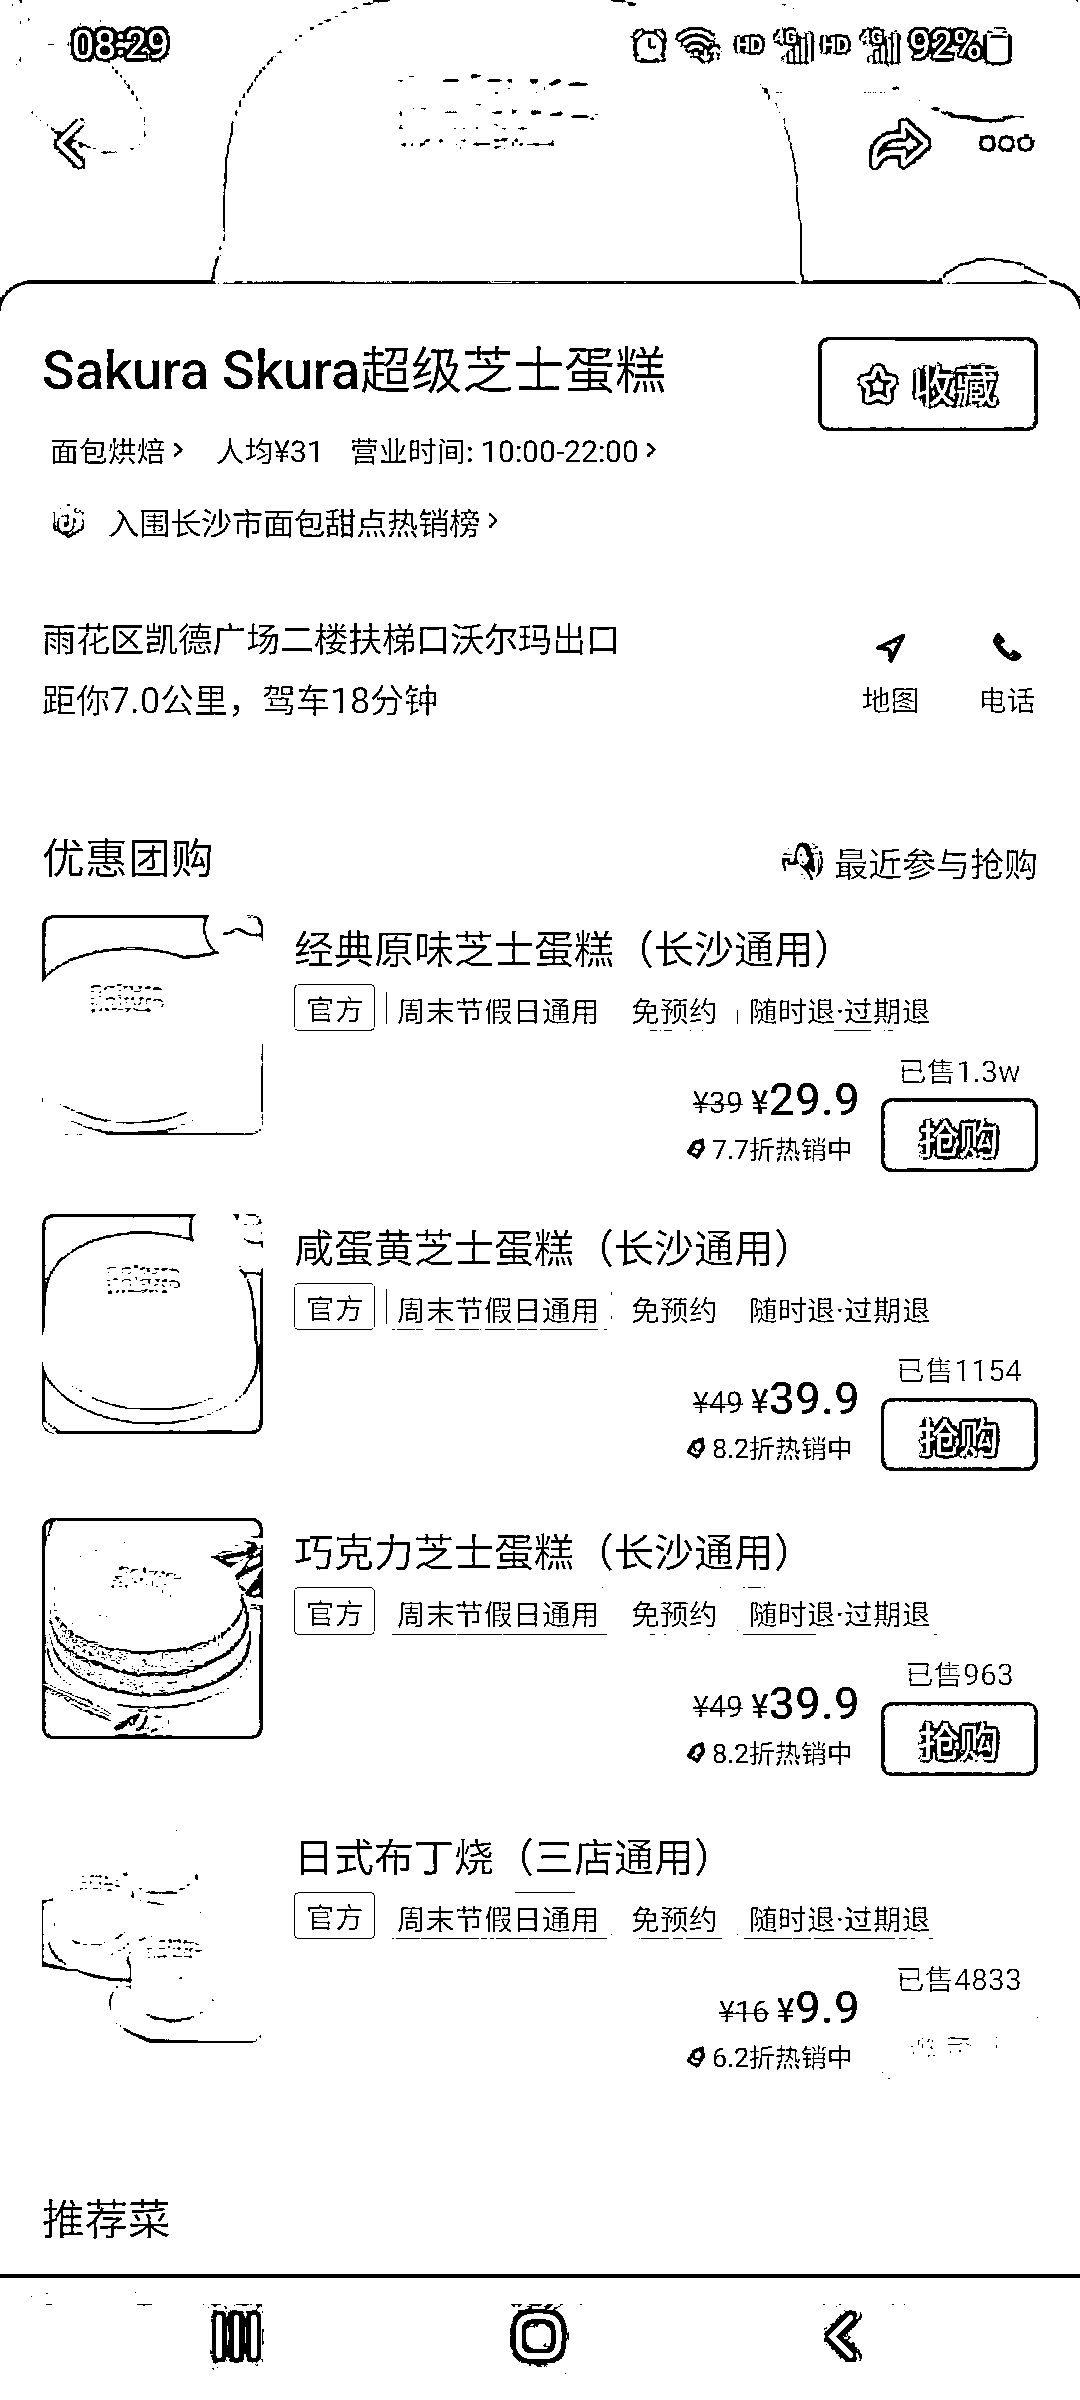 08:29 HD 4G HD 4G 92%
Sakura Skura超级芝士蛋糕
收藏
面包烘焙 人均¥31 营业时间: 10:00-22:00
入围长沙市面包甜点热销榜
雨花区凯德广场二楼扶梯口沃尔玛出口
距你7.0公里，驾车18分钟
地图 电话
优惠团购
最近参与抢购
经典原味芝士蛋糕（长沙通用）
官方 周末节假日通用 免预约 随时退·过期退
已售1.3w
¥39 ¥29.9
抢购
7.7折热销中
咸蛋黄芝士蛋糕（长沙通用）
官方 周末节假日通用 免预约 随时退·过期退
已售1154
¥49 ¥39.9
抢购
8.2折热销中
巧克力芝士蛋糕（长沙通用）
官方 周末节假日通用 免预约 随时退·过期退
已售963
¥49 ¥39.9
抢购
8.2折热销中
日式布丁烧（三店通用）
官方 周末节假日通用 免预约 随时退·过期退
已售4833
¥16 ¥9.9
6.2折热销中
推荐菜